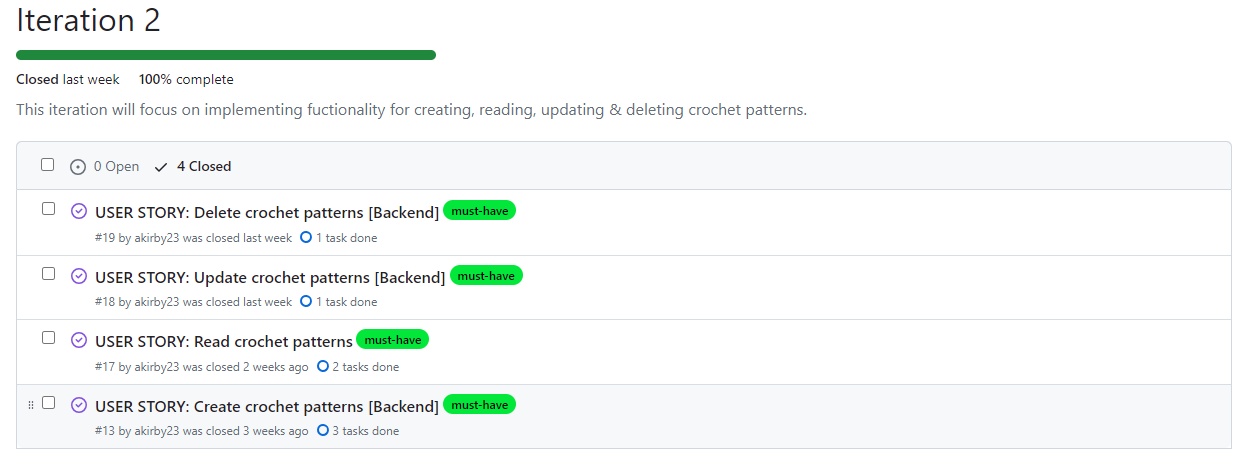 Iteration 2
Closed last week 100% complete
This iteration will focus on implementing fuctionality for creating, reading, updating & deleting crochet patterns.
0 Open 4 Closed
USER STORY: Delete crochet patterns [Backend] must-have
#19 by akirby23 was closed last week 1 task done
USER STORY: Update crochet patterns [Backend] must-have
#18 by akirby23 was closed last week 1 task done
USER STORY: Read crochet patterns must-have
#17 by akirby23 was closed 2 weeks ago 2 tasks done
USER STORY: Create crochet patterns [Backend] must-have
#13 by akirby23 was closed 3 weeks ago 3 tasks done